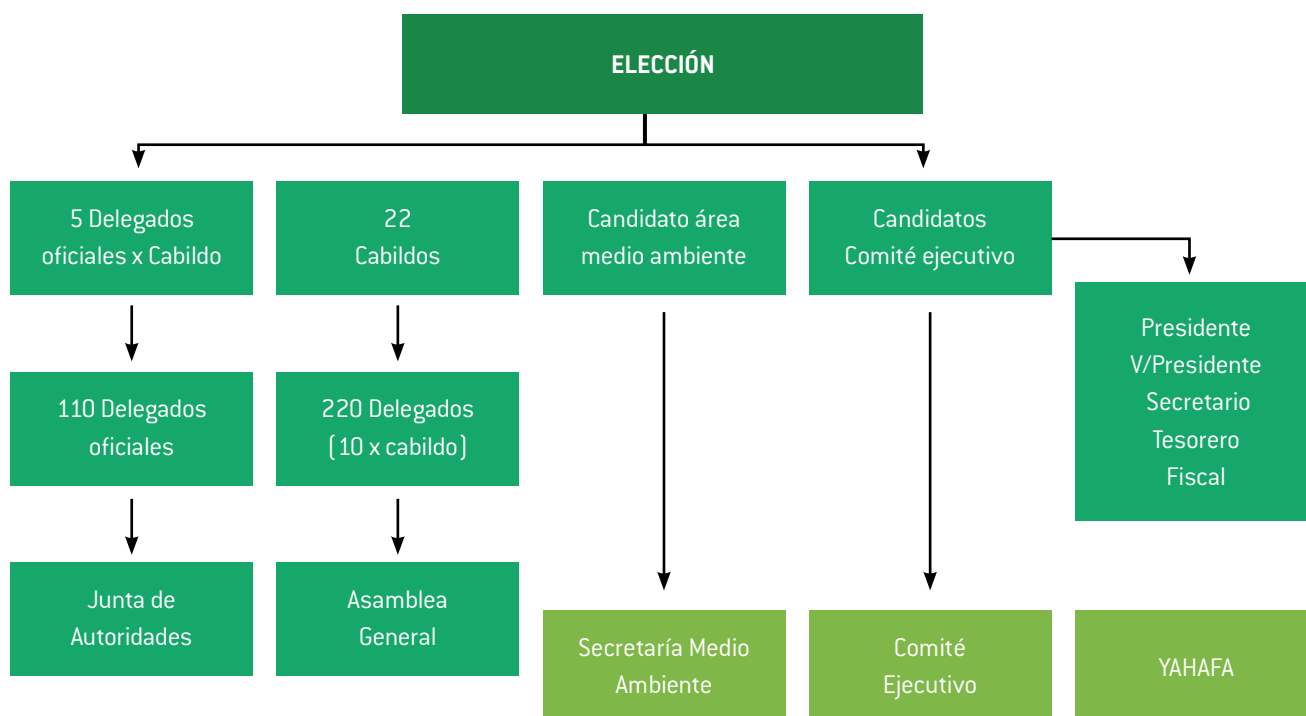 ELECCIÓN
5 Delegados
oficiales x Cabildo
22
Cabildos
Candidato área
medio ambiente
Candidatos
Comité ejecutivo
Presidente
V/Presidente
Secretario
Tesorero
Fiscal
110 Delegados
oficiales
220 Delegados
(10 x cabildo)
Junta de
Autoridades
Asamblea
General
Secretaría Medio
Ambiente
Comité
Ejecutivo
YAHAFA